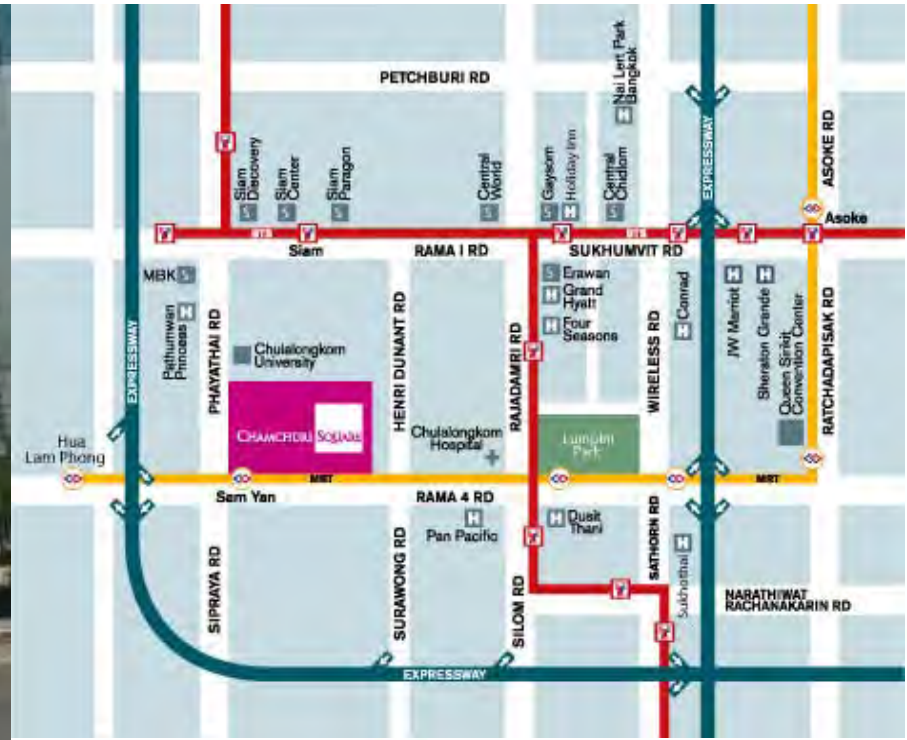 PETCHBURI RD
Nai Lert Park
Bangkok
H
EXPRESSWAY
ASOKE RD
Siam
Discovery
S
Siam
Center
S
Siam
Paragon
S
Central
World
S
Gaysorn
S
Holiday Inn
H
Central
Chidlom
S
Asoke
BTS
BTS
Siam
RAMA I RD
SUKHUMVIT RD
MBK S
Pathumwan
Princess H
PHAYATHAI RD
Chulalongkorn
University
HENRI DUNANT RD
RAJADAMRI RD
S Erawan
H Grand
Hyatt
H Four
Seasons
WIRELESS RD
H Conrad
H
JW Marriot
H
Sheraton Grande
Queen Sirikit
Convention Center
RATCHADAPISAK RD
EXPRESSWAY
CHAMCHURI SQUARE
Chulalongkorn
Hospital
Lumpini
Park
Hua
Lam Phong
MRT
MRT
Sam Yan
RAMA 4 RD
H
Pan Pacific
H Dusit
Thani
SATHORN RD
H
Sukhothai
SIPRAYA RD
SURAWONG RD
SILOM RD
NARATHIWAT
RACHANAKARIN RD
EXPRESSWAY